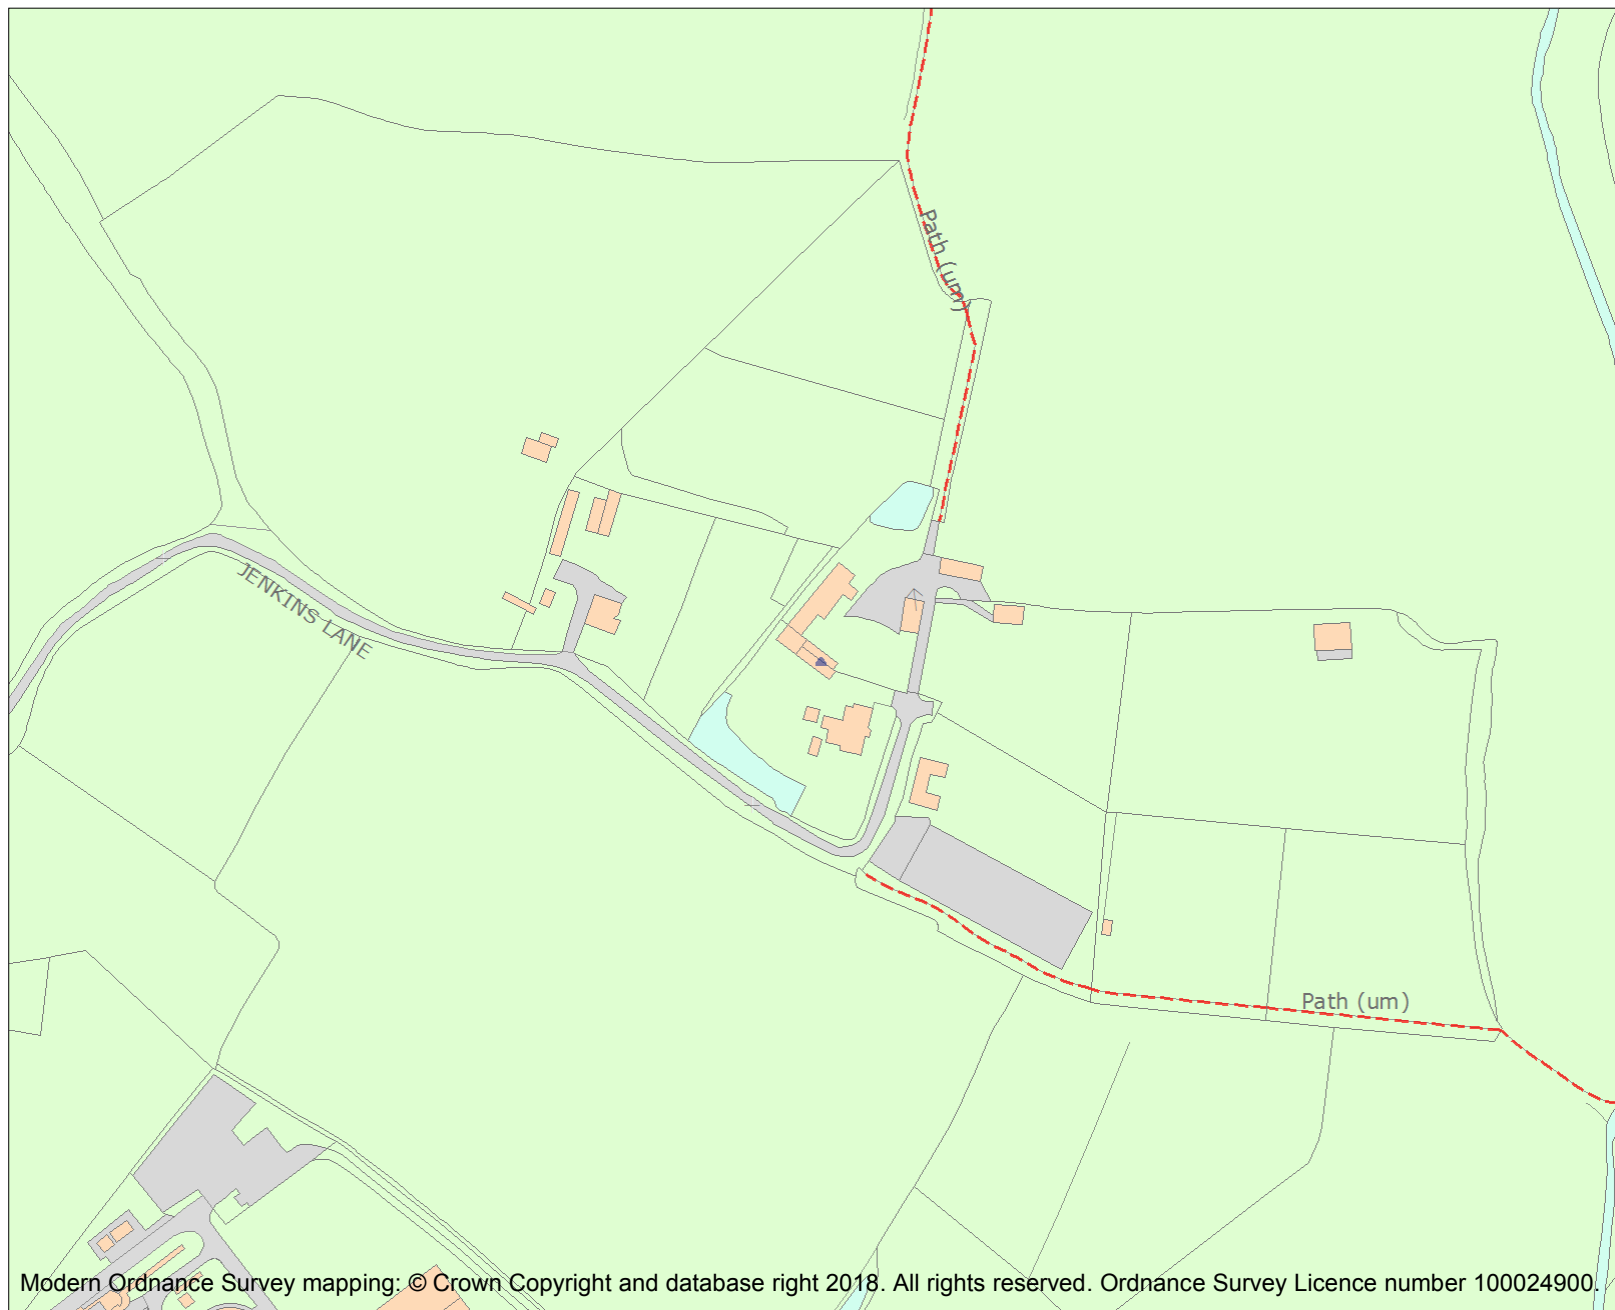 Path (um)
JENKINS LANE
Path (um)
Modern Ordnance Survey mapping: © Crown Copyright and database right 2018. All rights reserved. Ordnance Survey Licence number 100024900.